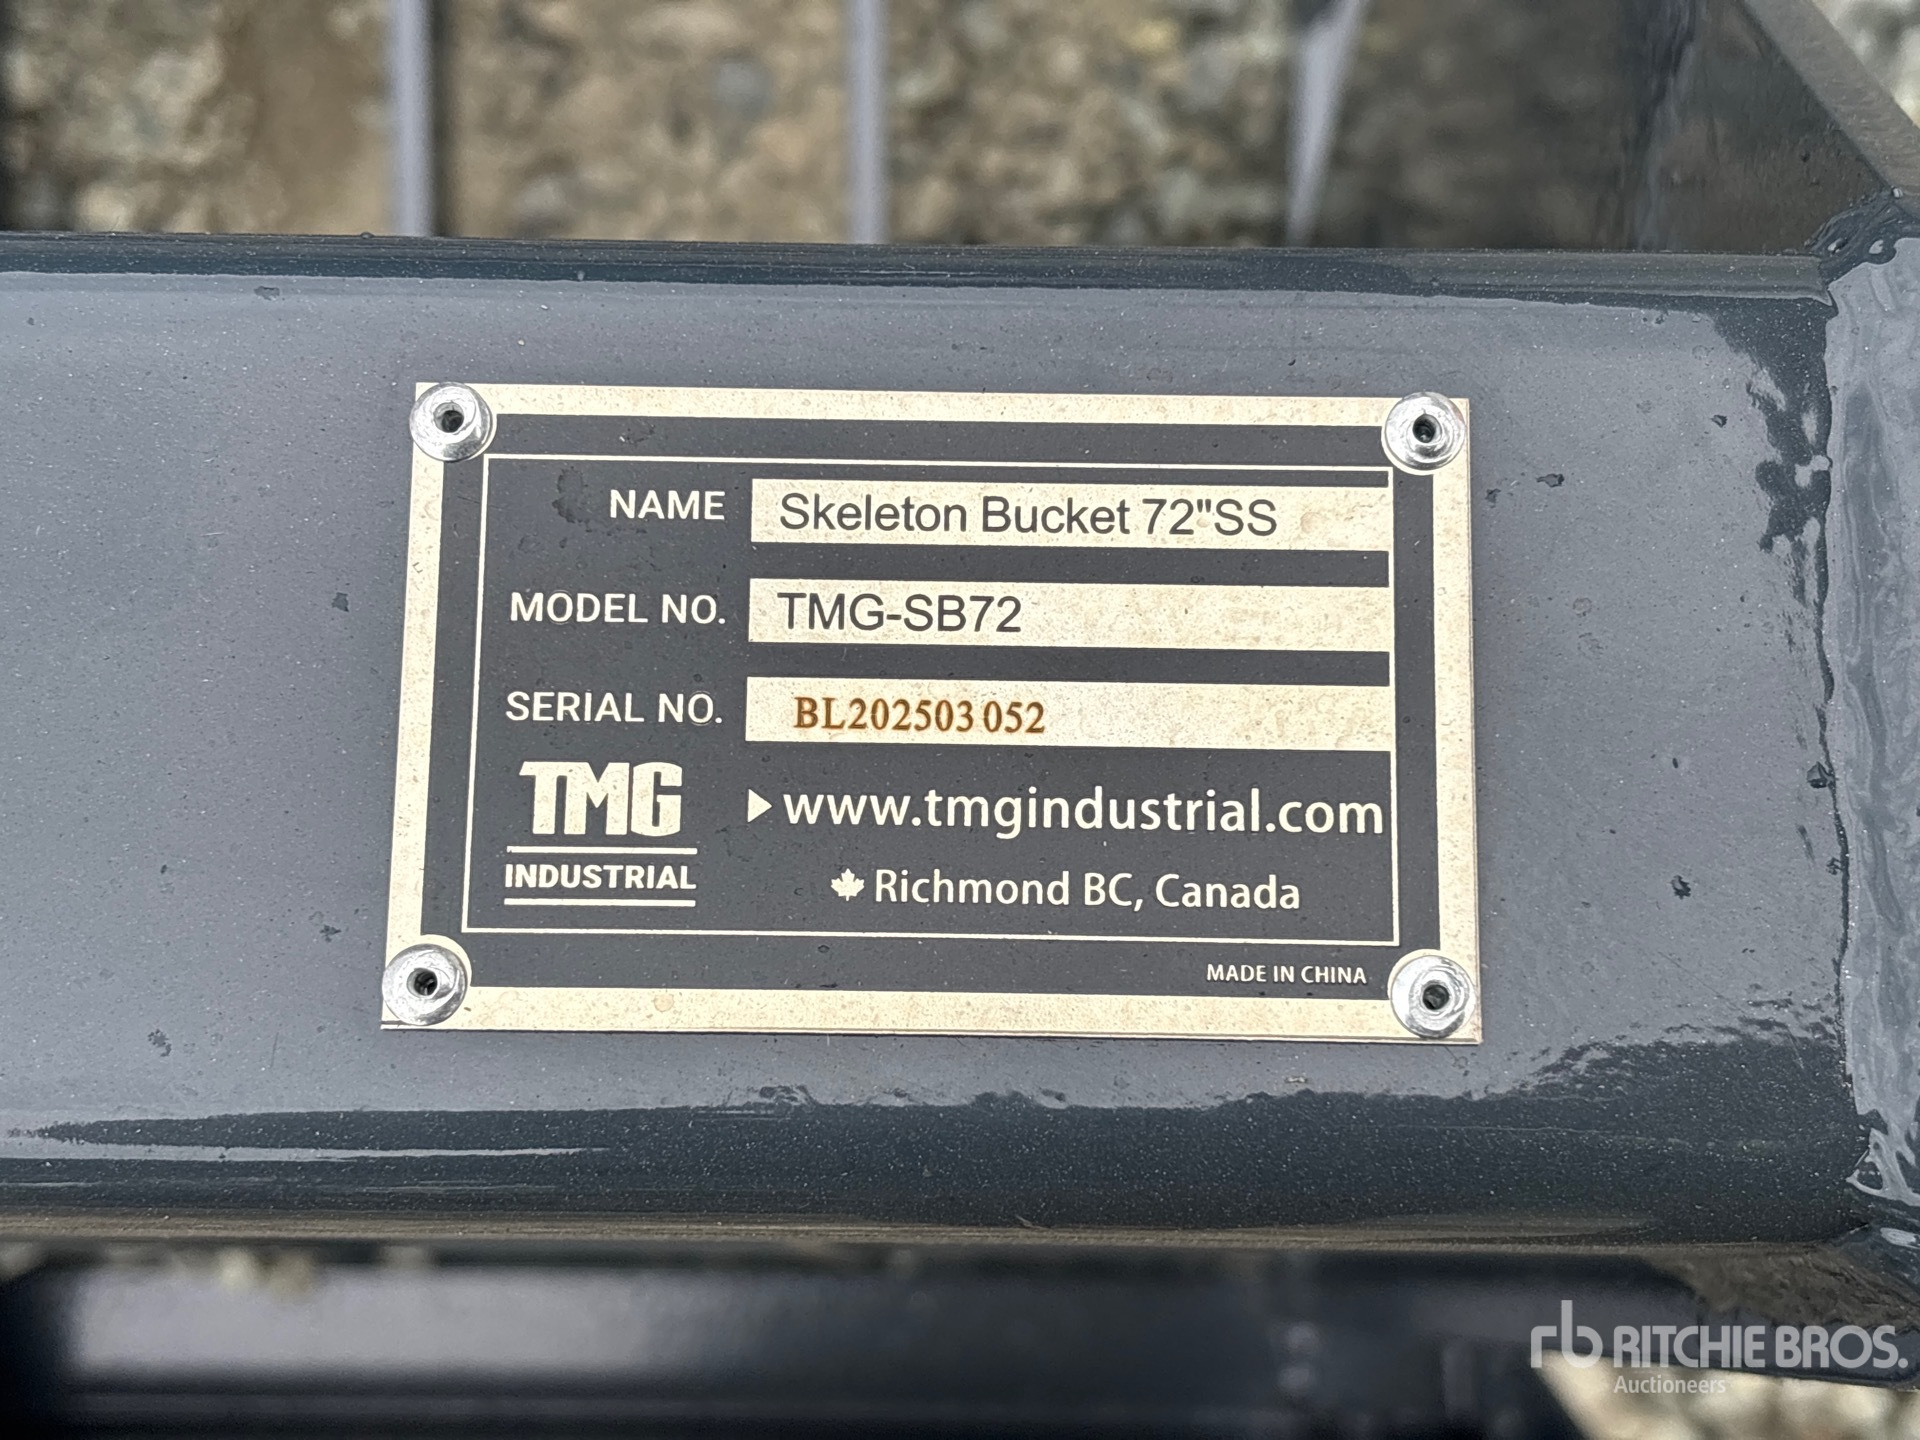 NAME Skeleton Bucket 72"SS
MODEL NO. TMG-SB72
SERIAL NO. BL202503 052
TMG
INDUSTRIAL
www.tmgindustrial.com
Richmond BC, Canada
MADE IN CHINA
rb RITCHIE BROS.
Auctioneers